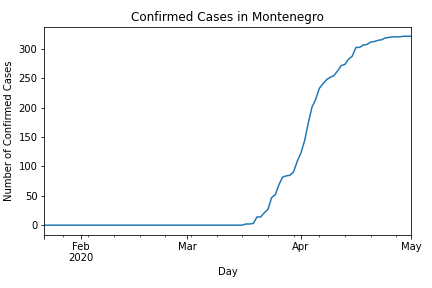 Confirmed Cases in Montenegro
Number of Confirmed Cases
300
250
200
150
100
50
0
Feb
2020
Mar
Apr
May
Day